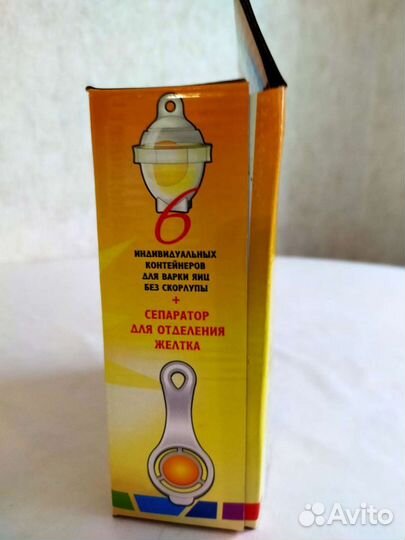 6
ИНДИВИДУАЛЬНЫХ
КОНТЕЙНЕРОВ
ДЛЯ ВАРКИ ЯИЦ
БЕЗ СКОРЛУПЫ
+
СЕПАРАТОР
ДЛЯ ОТДЕЛЕНИЯ
ЖЕЛТКА
Avito